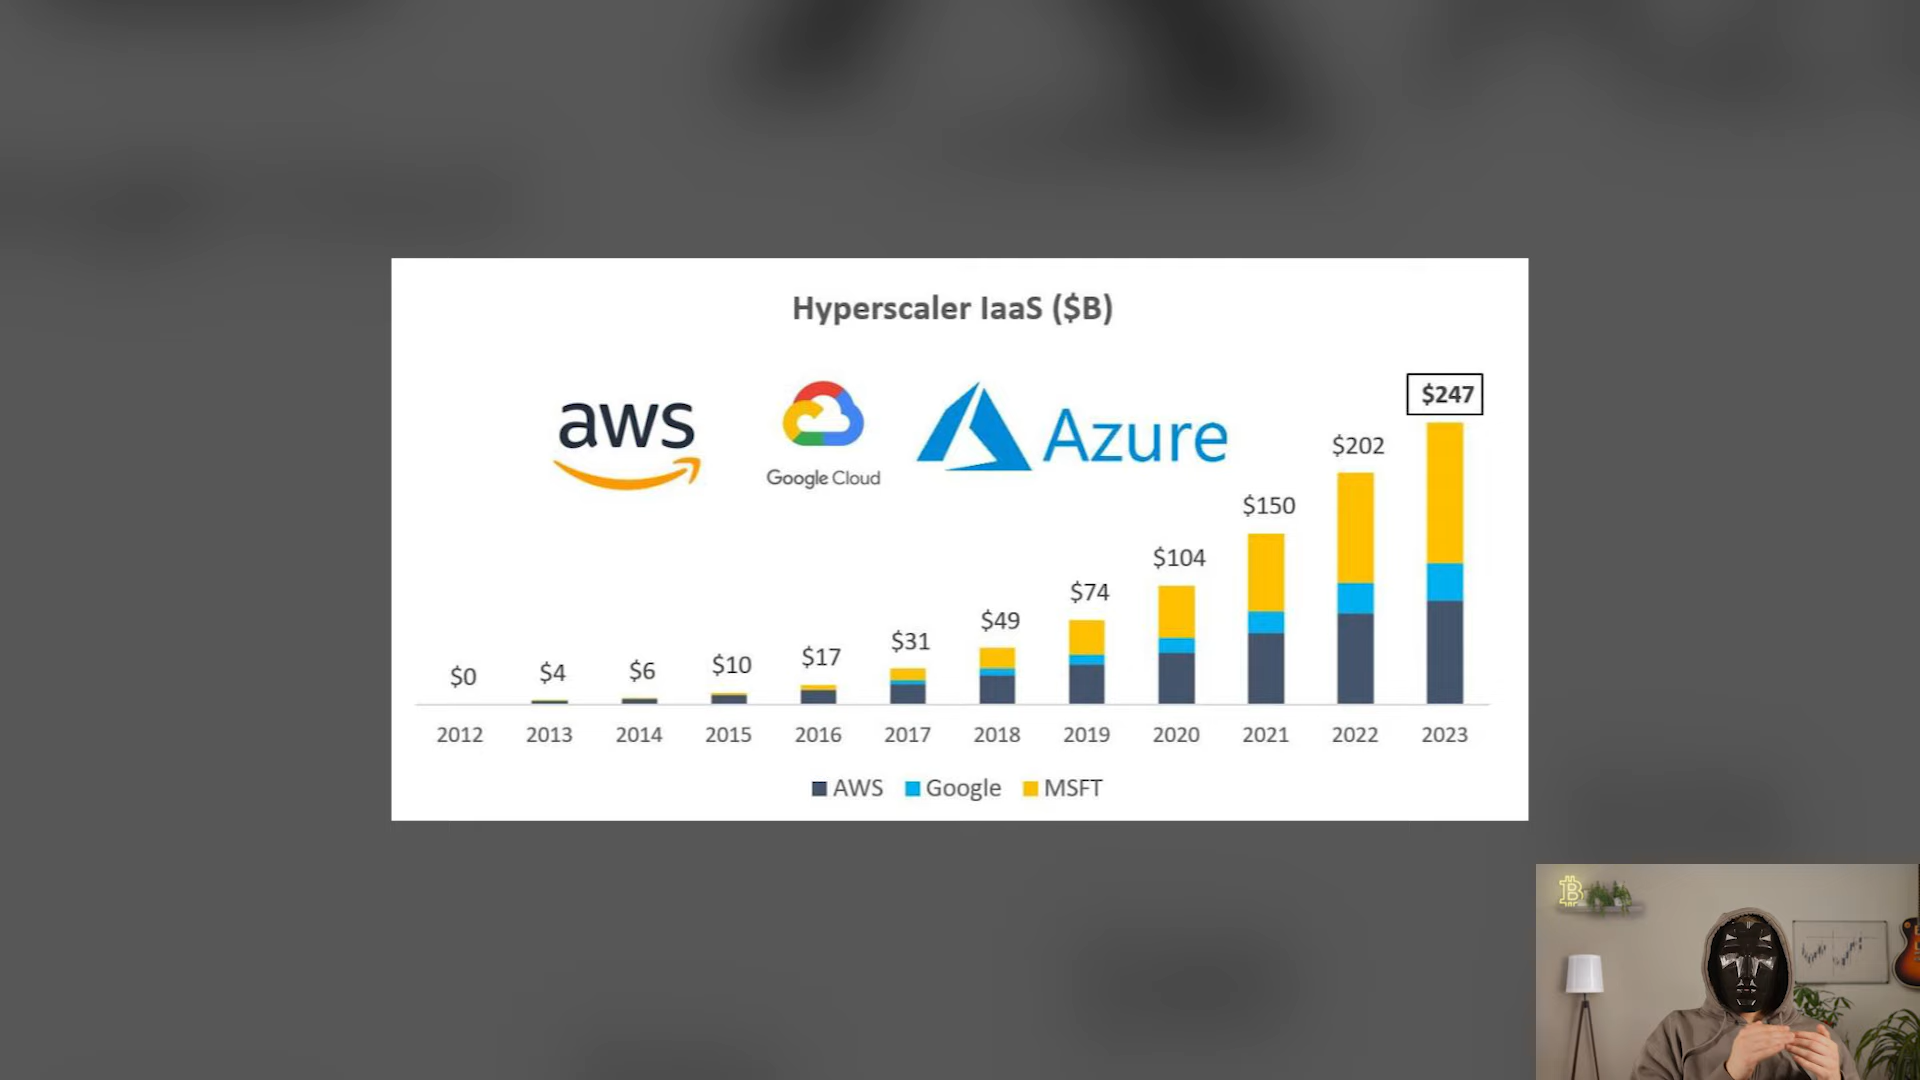 Hyperscaler IaaS ($B)
aws
Google Cloud
Azure
$0
$4
$6
$10
$17
$31
$49
$74
$104
$150
$202
$247
2012 2013 2014 2015 2016 2017 2018 2019 2020 2021 2022 2023
AWS Google MSFT